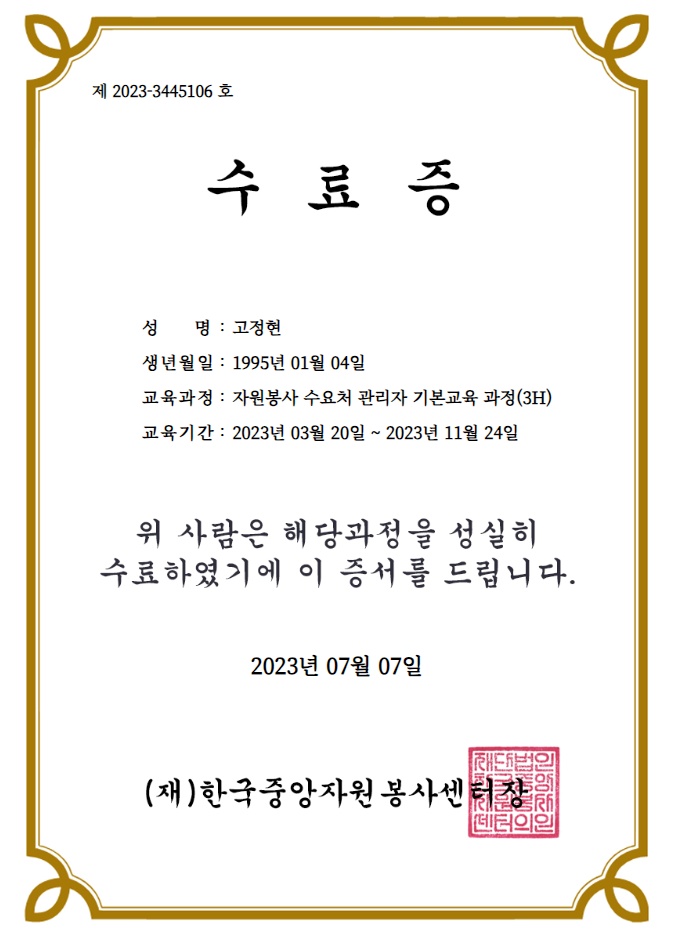 제 2023-3445106 호
수 료 증
성 명 : 고정현
생년월일 : 1995년 01월 04일
교육과정 : 자원봉사 수요처 관리자 기본교육 과정(3H)
교육기간 : 2023년 03월 20일 ~ 2023년 11월 24일
위 사람은 해당과정을 성실히
수료하였기에 이 증서를 드립니다.
2023년 07월 07일
(재)한국중앙자원봉사센터장